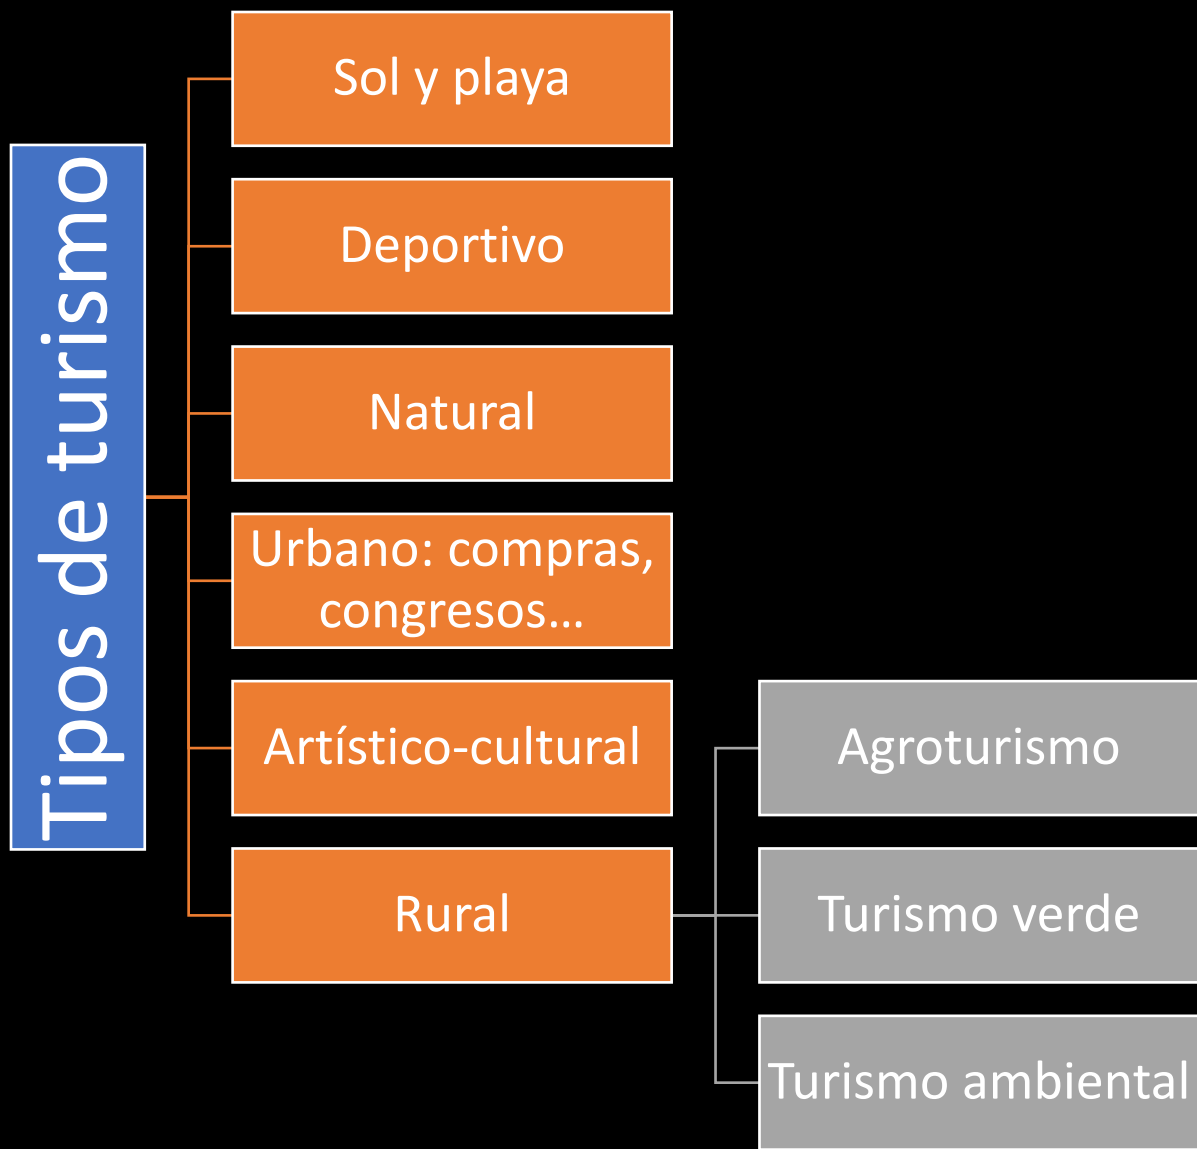 Tipos de turismo
Sol y playa
Deportivo
Natural
Urbano: compras,
congresos...
Artístico-cultural
Rural
Agroturismo
Turismo verde
Turismo ambiental